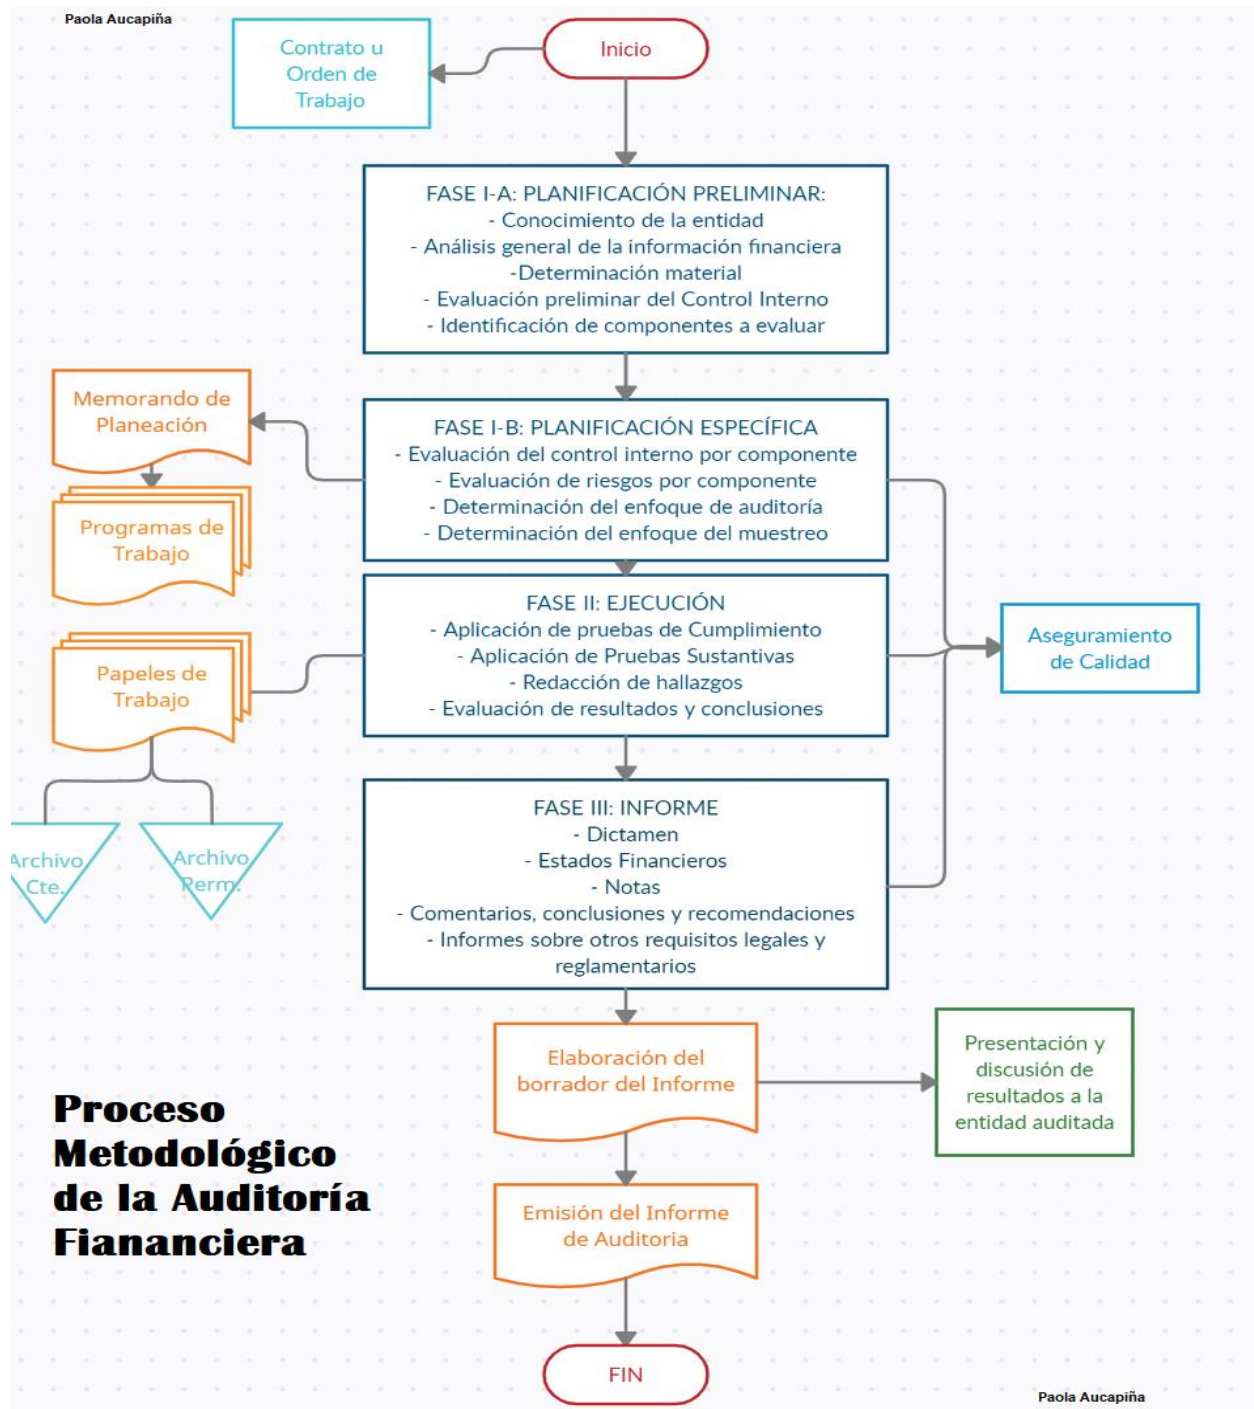 Paola Aucapiña
Contrato u
Orden de
Trabajo
Inicio
FASE I-A: PLANIFICACIÓN PRELIMINAR:
- Conocimiento de la entidad
- Análisis general de la información financiera
-Determinación material
- Evaluación preliminar del Control Interno
- Identificación de componentes a evaluar
Memorando de
Planeación
FASE I-B: PLANIFICACIÓN ESPECÍFICA
- Evaluación del control interno por componente
- Evaluación de riesgos por componente
- Determinación del enfoque de auditoría
- Determinación del enfoque del muestreo
Programas de
Trabajo
FASE II: EJECUCIÓN
- Aplicación de pruebas de Cumplimiento
- Aplicación de Pruebas Sustantivas
- Redacción de hallazgos
- Evaluación de resultados y conclusiones
Aseguramiento
de Calidad
Papeles de
Trabajo
Archivo
Cte.
Archivo
Perm.
FASE III: INFORME
- Dictamen
- Estados Financieros
- Notas
- Comentarios, conclusiones y recomendaciones
- Informes sobre otros requisitos legales y
reglamentarios
Elaboración del
borrador del Informe
Presentación y
discusión de
resultados a la
entidad auditada
Proceso
Metodológico
de la Auditoría
Fiananciera
Emisión del Informe
de Auditoria
FIN
Paola Aucapiña